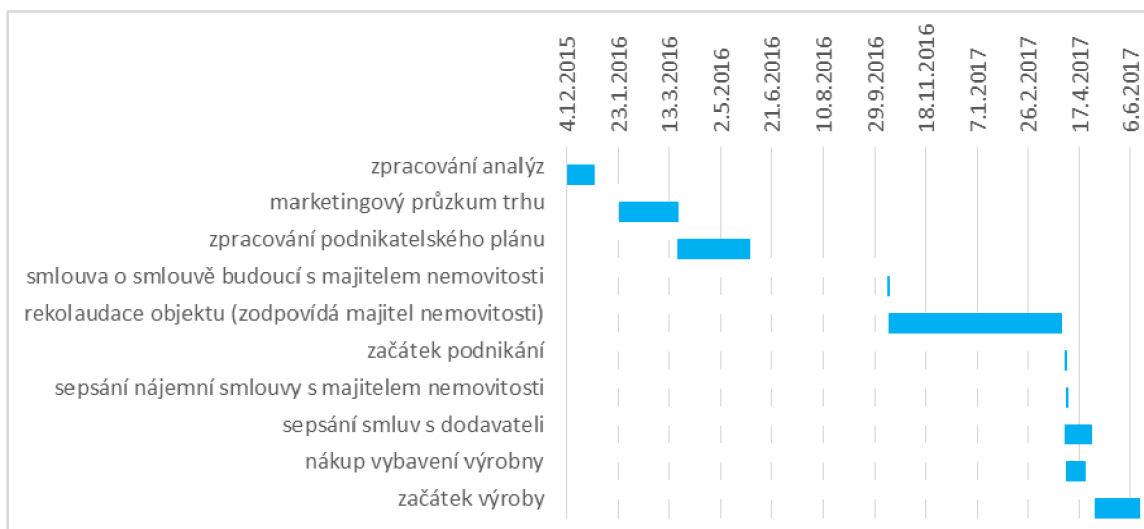 4.12.2015
23.1.2016
13.3.2016
2.5.2016
21.6.2016
10.8.2016
29.9.2016
18.11.2016
7.1.2017
26.2.2017
17.4.2017
6.6.2017
zpracování analýz
marketingový průzkum trhu
zpracování podnikatelského plánu
smlouva o smlouvě budoucí s majitelem nemovitosti
rekolaudace objektu (zodpovídá majitel nemovitosti)
začátek podnikání
sepsání nájemní smlouvy s majitelem nemovitosti
sepsání smluv s dodavateli
nákup vybavení výrobny
začátek výroby